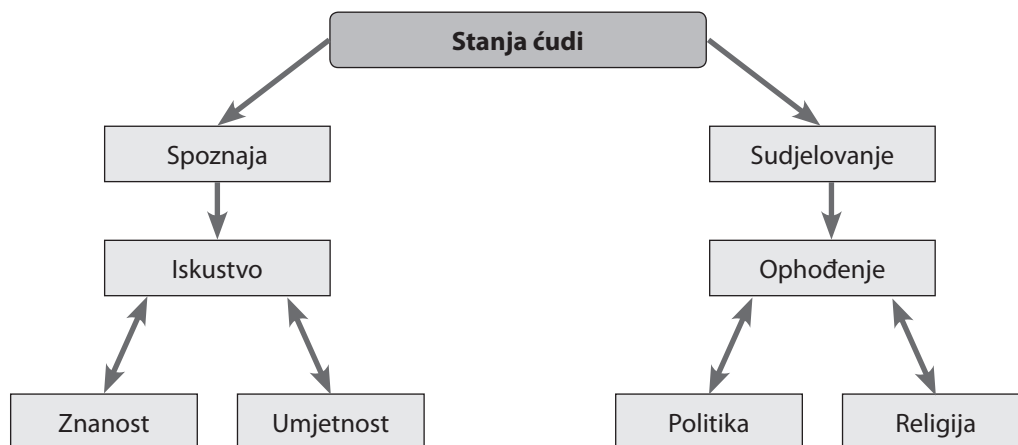 Stanja ćudi
Spoznaja
Sudjelovanje
Iskustvo
Ophođenje
Znanost
Umjetnost
Politika
Religija